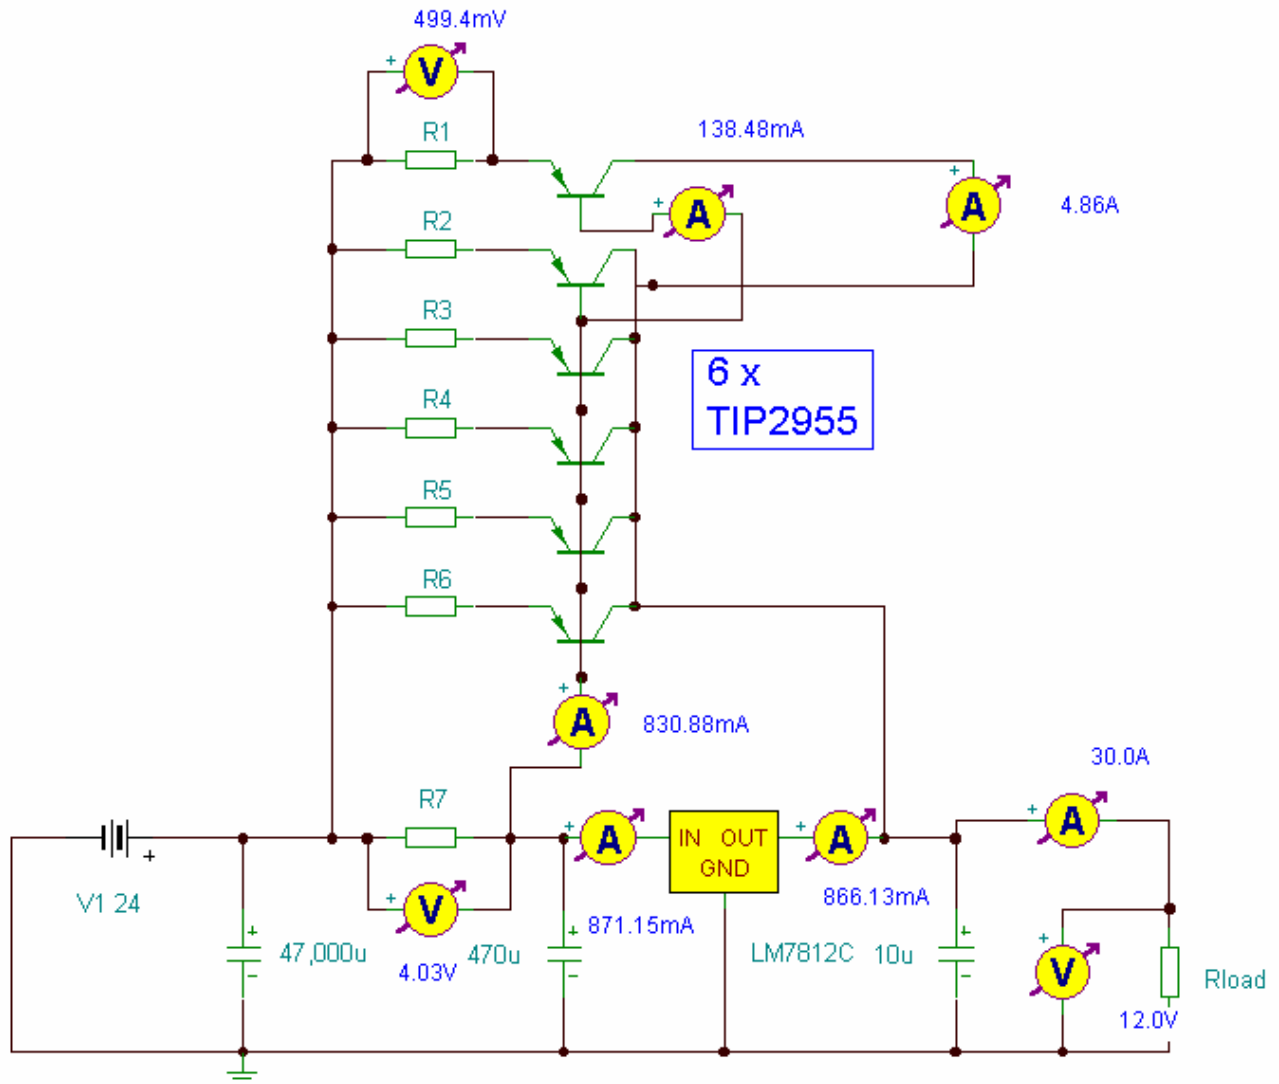 499.4mV
+
V
R1
138.48mA
+
A
+
A
4.86A
R2
R3
6 x
TIP2955
R4
R5
R6
+
A
830.88mA
30.0A
R7
+
A
IN OUT
GND
+
A
+
A
+
V1 24
+
V
866.13mA
871.15mA
+
47,000u
-
4.03V
470u
+
-
LM7812C
10u
+
-
+
V
Rload
12.0V